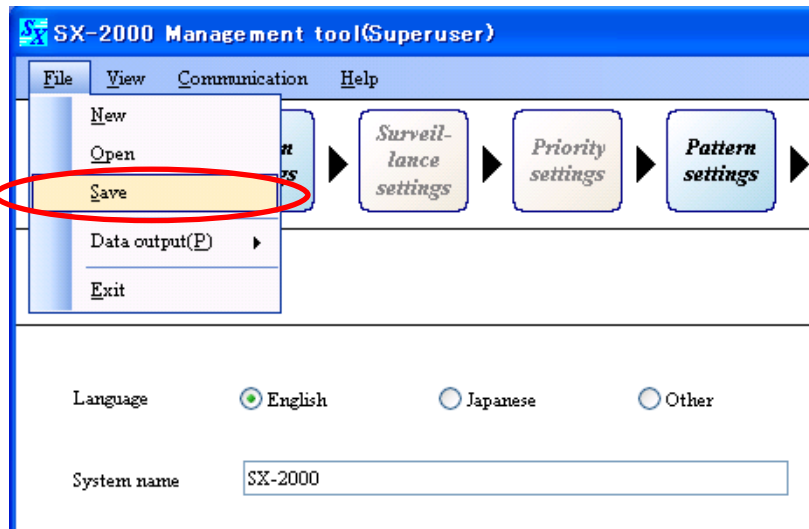 SX SX-2000 Management tool(Superuser)
File View Communication Help
New
Open
Save
Data output(P)
Exit
Surveil-
lance
settings
Priority
settings
Pattern
settings
Language English Japanese Other
System name SX-2000